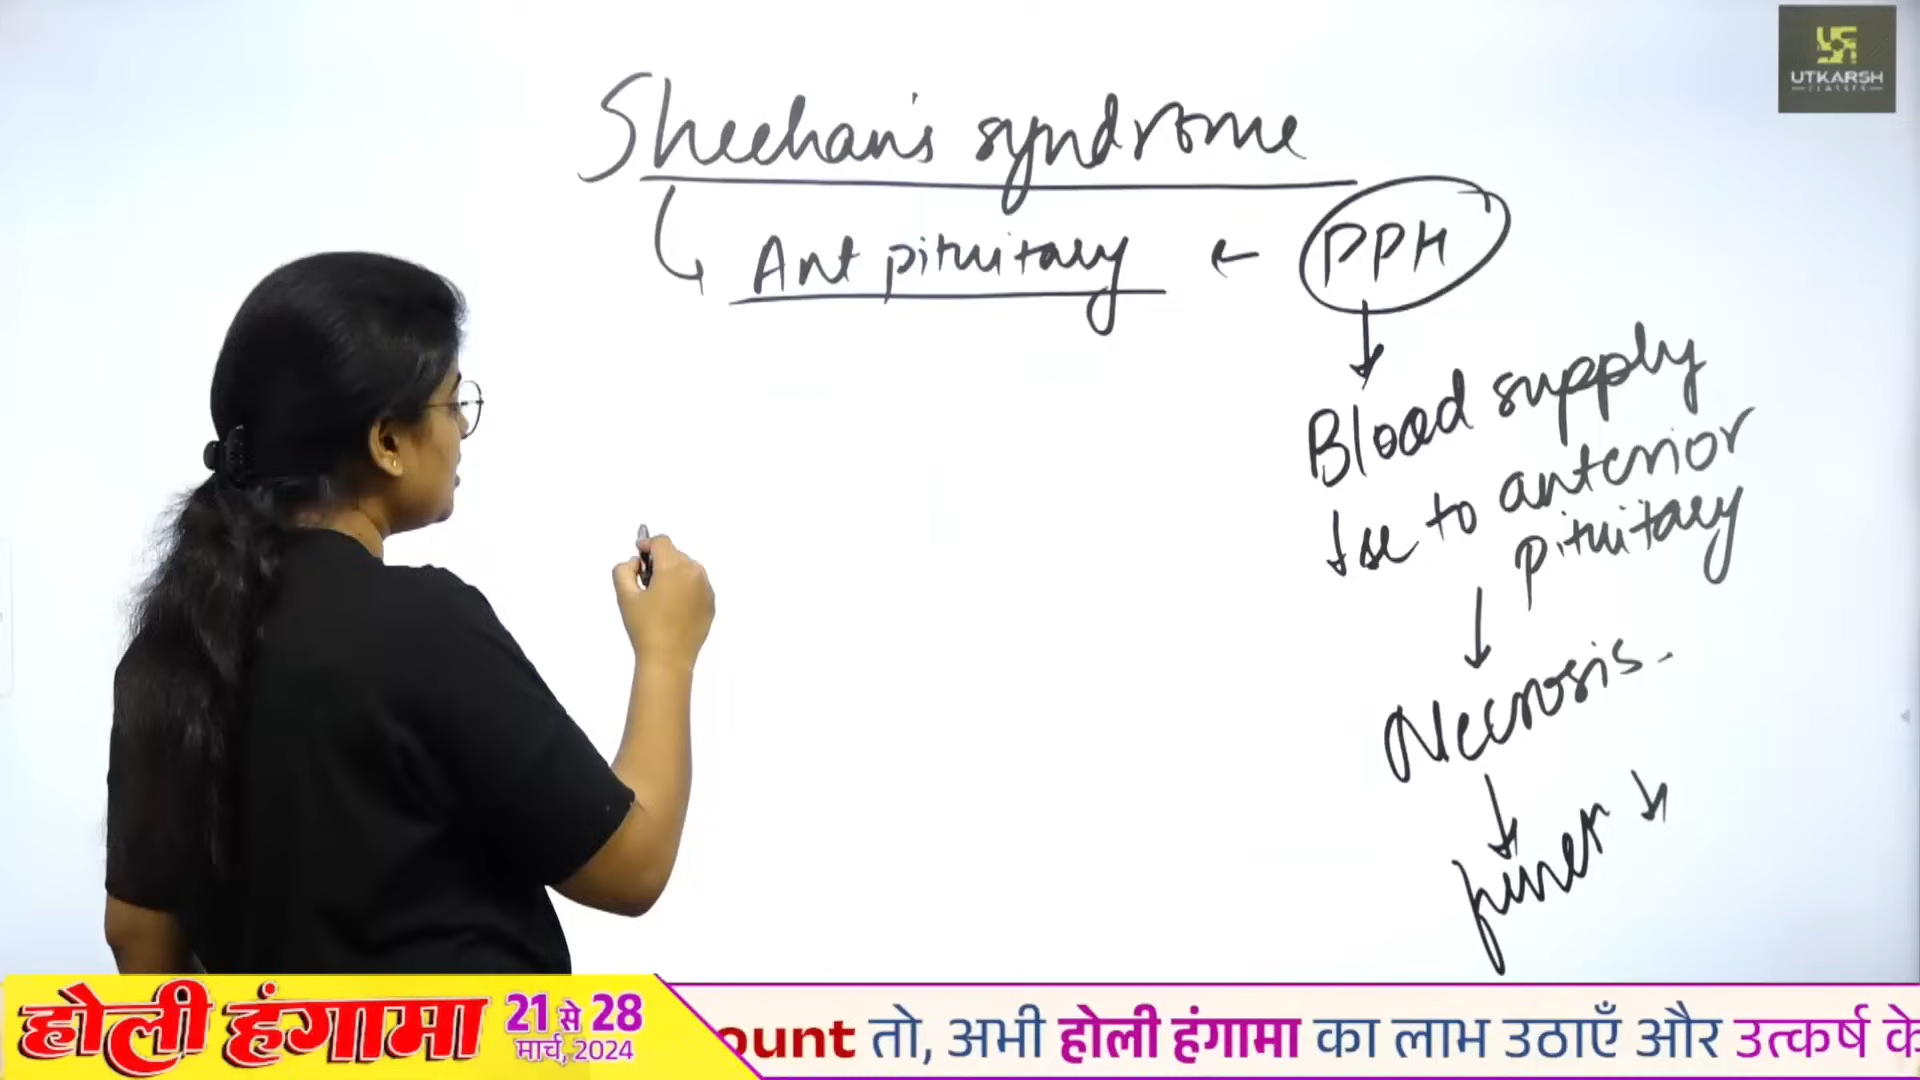 UTKARSH
CLASSES
Sheehan's syndrome
Ant pituitary ← PPH
↓
Blood supply
↓se to anterior
pituitary
↓
Necrosis.
↓
↓
होली हंगामा 21 से 28
मार्च, 2024
ount तो, अभी होली हंगामा का लाभ उठाएँ और उत्कर्ष के